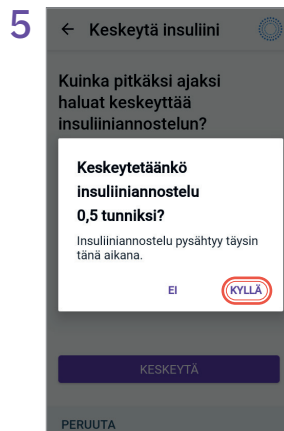 5
← Keskeytä insuliini
Kuinka pitkäksi ajaksi
haluat keskeyttää
insuliiniannostelun?
Keskeytetäänkö
insuliiniannostelu
0,5 tunniksi?
Insuliiniannostelu pysähtyy täysin
tänä aikana.
EI KYLLÄ
KESKEYTÄ
PERUUTA